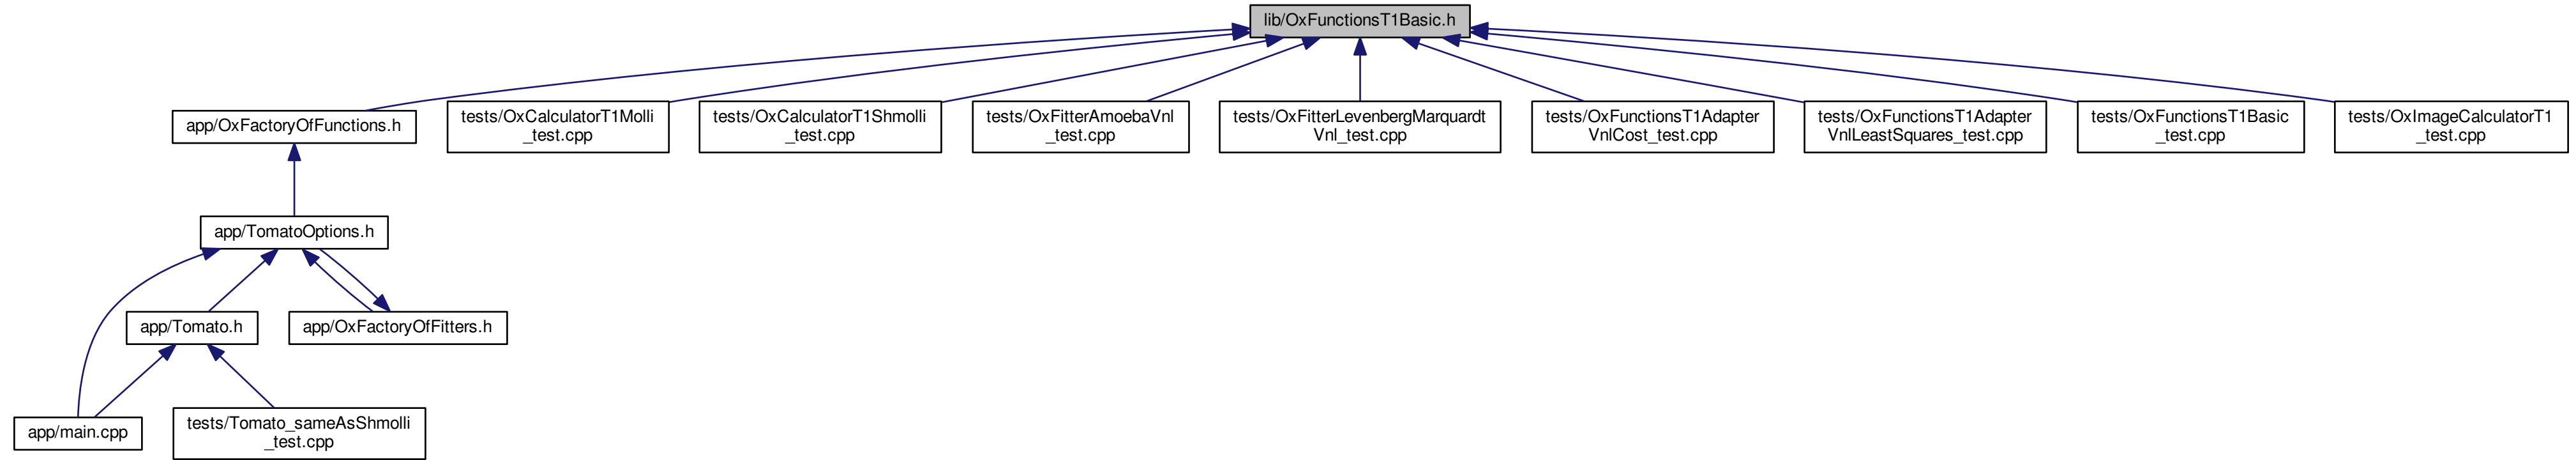 lib/OxFunctionsT1Basic.h
app/OxFactoryOfFunctions.h
tests/OxCalculatorT1Molli
_test.cpp
tests/OxCalculatorT1Shmolli
_test.cpp
tests/OxFitterAmoebaVnl
_test.cpp
tests/OxFitterLevenbergMarquardt
Vnl_test.cpp
tests/OxFunctionsT1Adapter
VnlCost_test.cpp
tests/OxFunctionsT1Adapter
VnlLeastSquares_test.cpp
tests/OxFunctionsT1Basic
_test.cpp
tests/OxImageCalculatorT1
_test.cpp
app/TomatoOptions.h
app/Tomato.h
app/OxFactoryOfFitters.h
app/main.cpp
tests/Tomato_sameAsShmolli
_test.cpp